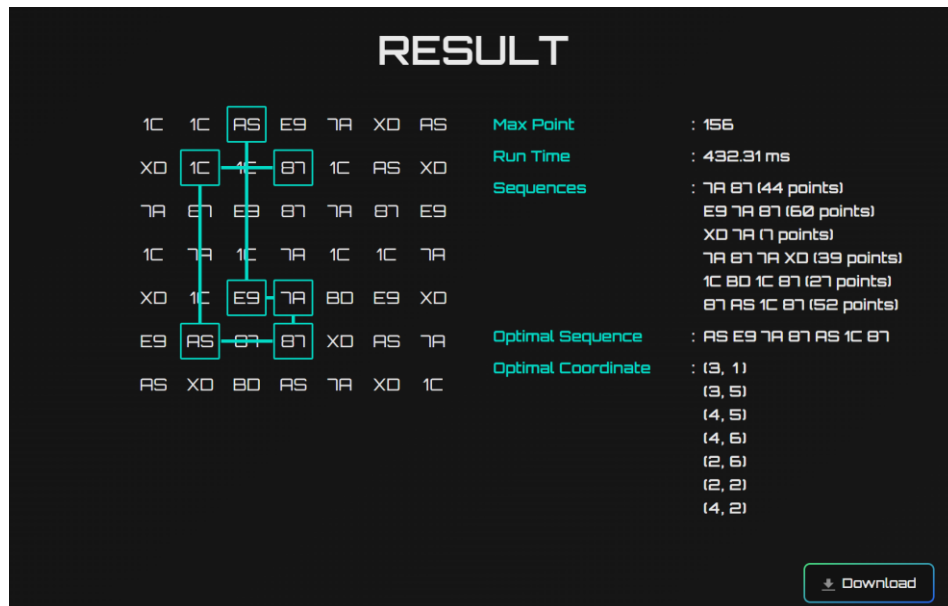 RESULT
1C 1C AS E9 7A XD AS
XD 1C 1C 87 1C AS XD
7A 87 E9 87 7A 87 E9
1C 7A 1C 7A 1C 1C 7A
XD 1C E9 7A BD E9 XD
E9 AS 87 87 XD AS 7A
AS XD BD AS 7A XD 1C
Max Point : 156
Run Time : 432.31 ms
Sequences : 7A 87 (44 points)
E9 7A 87 (60 points)
XD 7A (7 points)
7A 87 7A XD (39 points)
1C BD 1C 87 (27 points)
87 AS 1C 87 (52 points)
Optimal Sequence : AS E9 7A 87 AS 1C 87
Optimal Coordinate : (3, 1)
(3, 5)
(4, 5)
(4, 6)
(2, 6)
(2, 2)
(4, 2)
Download